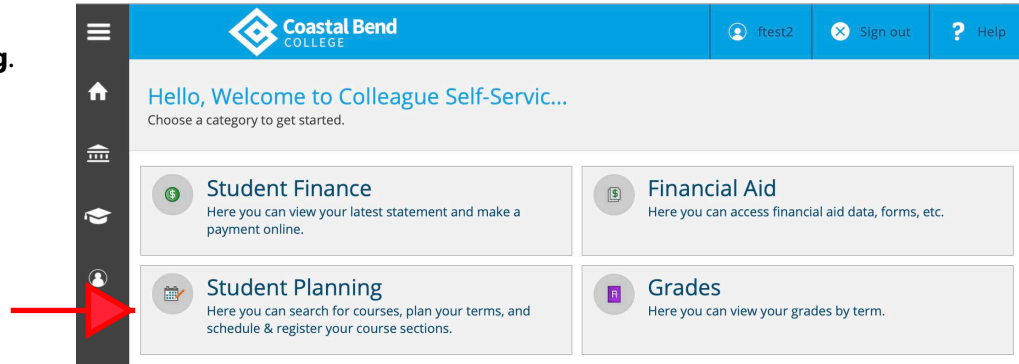 g.
Coastal Bend
COLLEGE
ftest2
Sign out
? Help
Hello, Welcome to Colleague Self-Servic...
Choose a category to get started.
Student Finance
Here you can view your latest statement and make a
payment online.
Financial Aid
Here you can access financial aid data, forms, etc.
Student Planning
Here you can search for courses, plan your terms, and
schedule & register your course sections.
Grades
Here you can view your grades by term.